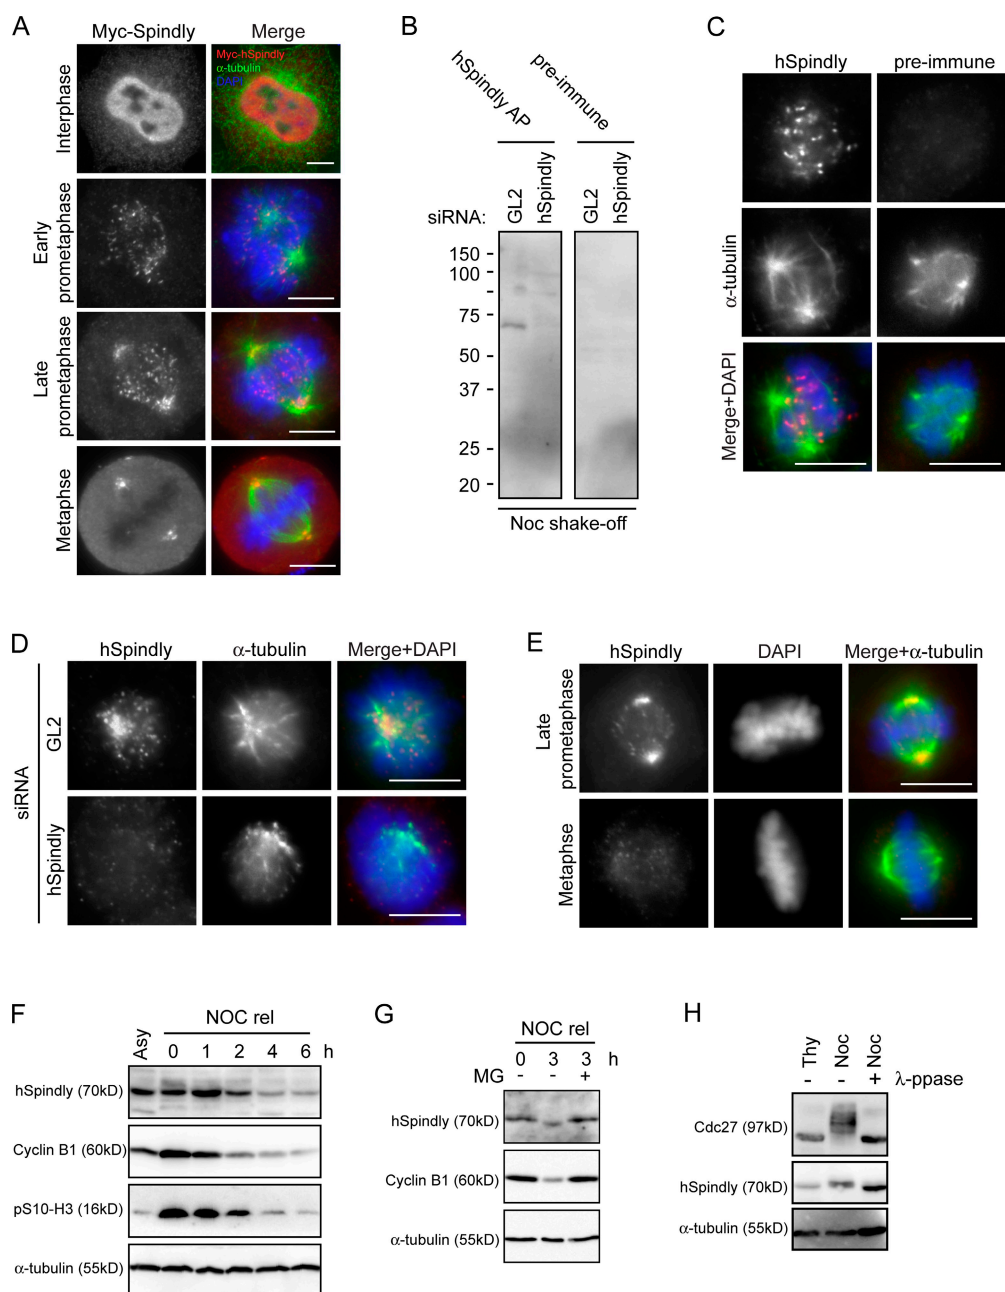 A
Myc-Spindly
Merge
Myc-hSpindly
α-tubulin
DAPI
Interphase
Early
prometaphase
Late
prometaphase
Metaphse
B
hSpindly AP
pre-immune
siRNA:
GL2
hSpindly
GL2
hSpindly
150
100
75
50
37
25
20
Noc shake-off
C
hSpindly
pre-immune
α-tubulin
Merge+DAPI
D
hSpindly
α-tubulin
Merge+DAPI
siRNA
GL2
hSpindly
E
hSpindly
DAPI
Merge+α-tubulin
Late
prometaphase
Metaphse
F
NOC rel
Asy 0 1 2 4 6 h
hSpindly (70kD)
Cyclin B1 (60kD)
pS10-H3 (16kD)
α-tubulin (55kD)
G
NOC rel
0 3 3 h
MG - - +
hSpindly (70kD)
Cyclin B1 (60kD)
α-tubulin (55kD)
H
Thy Noc Noc
- - + λ-ppase
Cdc27 (97kD)
hSpindly (70kD)
α-tubulin (55kD)